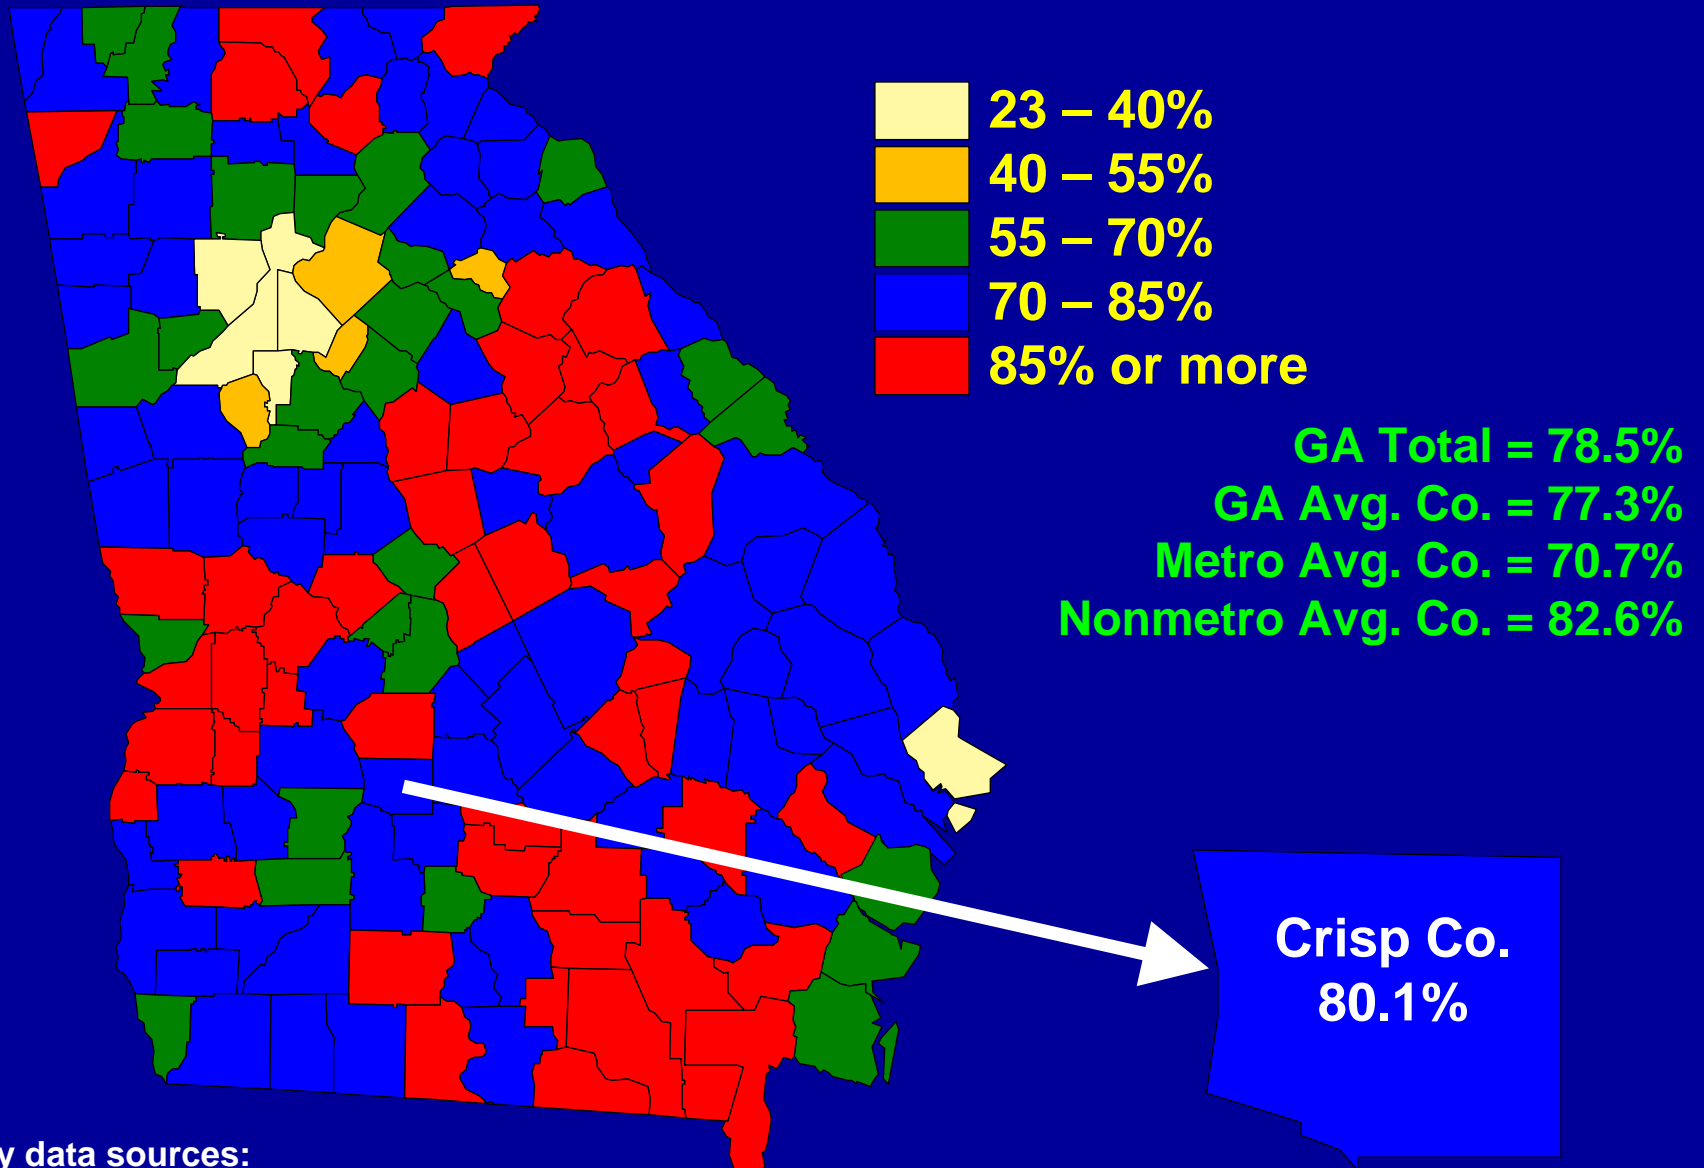 23 – 40%
40 – 55%
55 – 70%
70 – 85%
85% or more
GA Total = 78.5%
GA Avg. Co. = 77.3%
Metro Avg. Co. = 70.7%
Nonmetro Avg. Co. = 82.6%
Crisp Co.
80.1%
y data sources: